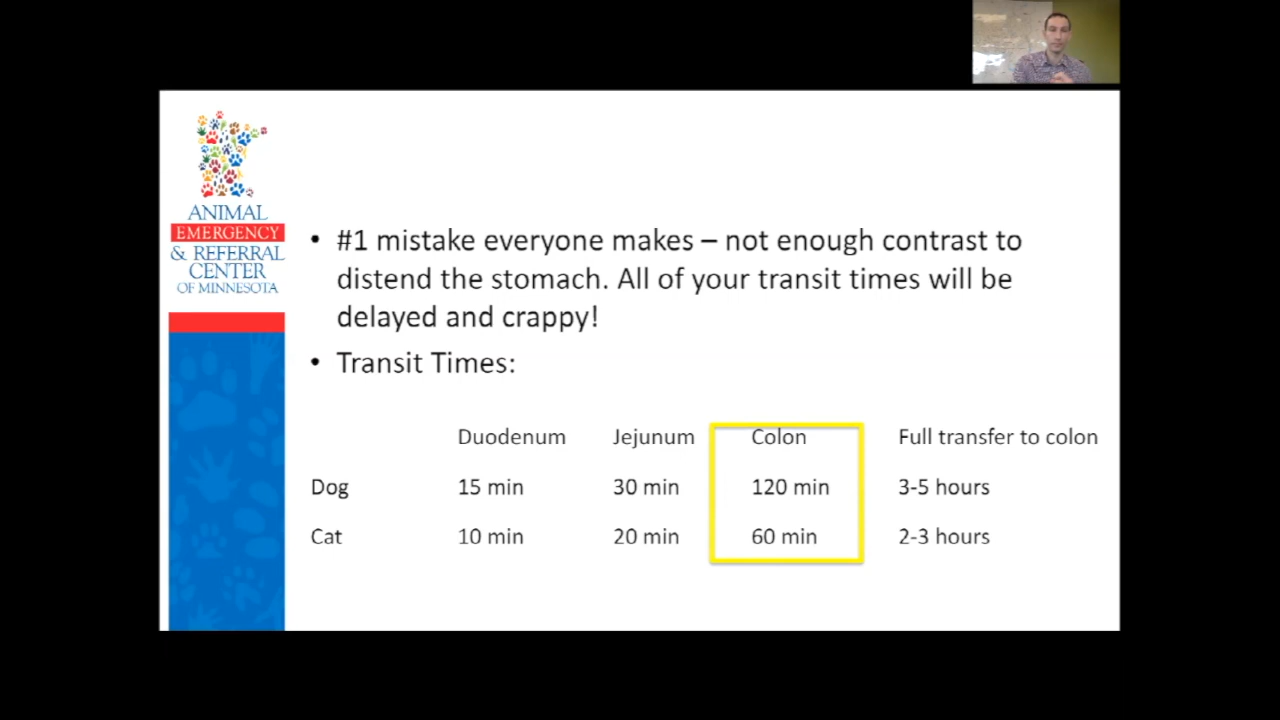 ANIMAL
EMERGENCY
& REFERRAL
CENTER
OF MINNESOTA
• #1 mistake everyone makes – not enough contrast to
distend the stomach. All of your transit times will be
delayed and crappy!
• Transit Times:
Duodenum Jejunum Colon Full transfer to colon
Dog 15 min 30 min 120 min 3-5 hours
Cat 10 min 20 min 60 min 2-3 hours